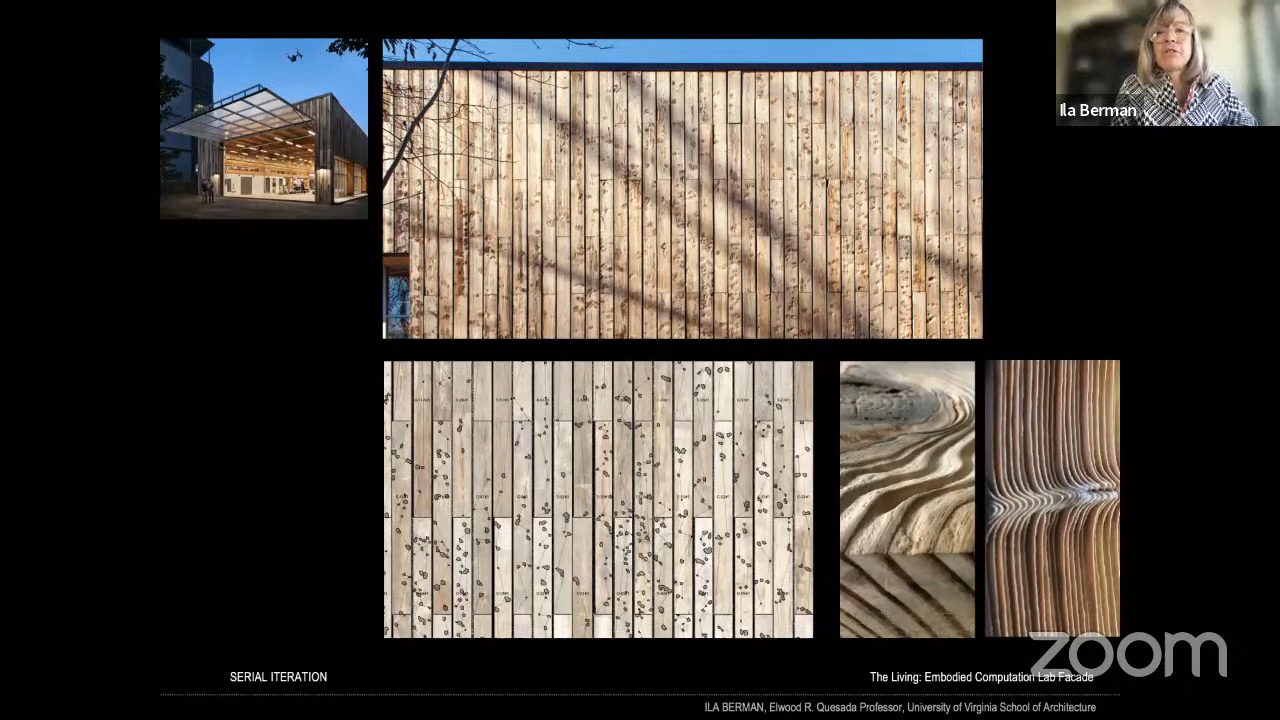 Ila Berman
SERIAL ITERATION
The Living: Embodied Computation Lab Facade
zoom
ILA BERMAN, Elwood R. Quesada Professor, University of Virginia School of Architecture